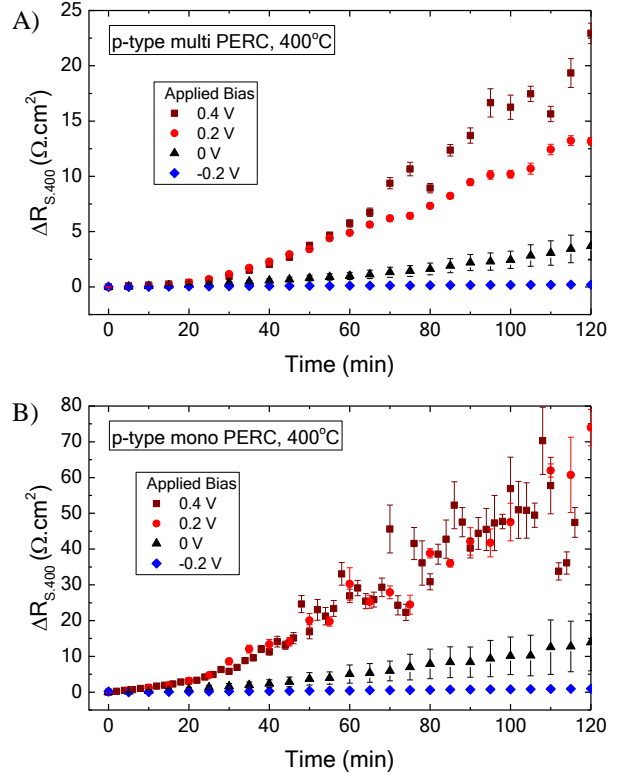 A)
p-type multi PERC, 400°C
Applied Bias
0.4 V
0.2 V
0 V
-0.2 V
25
20
15
10
5
0
ΔR_S.400 (Ω.cm²)
0 20 40 60 80 100 120
Time (min)
B)
p-type mono PERC, 400°C
Applied Bias
0.4 V
0.2 V
0 V
-0.2 V
80
70
60
50
40
30
20
10
0
ΔR_S.400 (Ω.cm²)
0 20 40 60 80 100 120
Time (min)